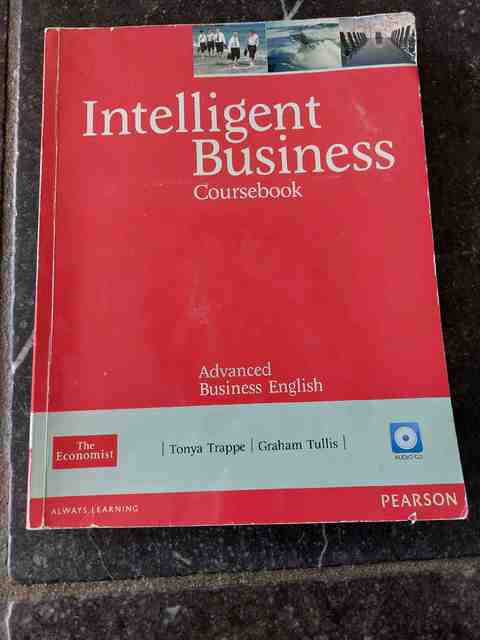 Intelligent
Business
Coursebook
Advanced
Business English
The
Economist
| Tonya Trappe | Graham Tullis |
AUDIO CD
ALWAYS LEARNING
PEARSON